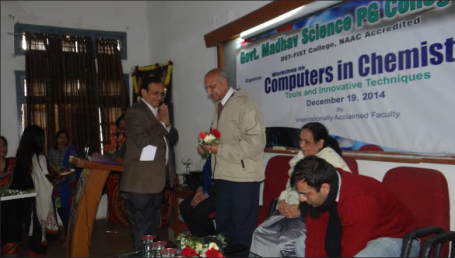 Govt. Madhav Science PG Colleg
DST-FIST College, NAAC Accredited
Workshop on
Computers in Chemist
Tools and Innovative Techniques
December 19, 2014
By
Internationally Acclaimed Faculty